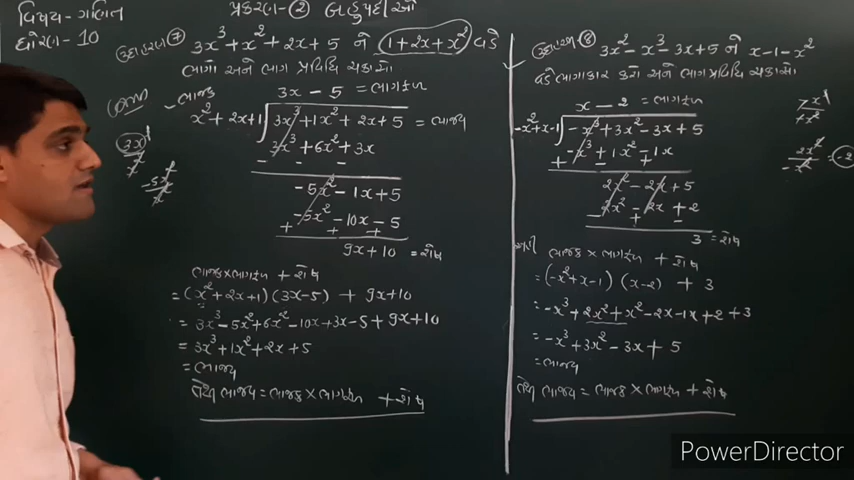 વિષય-ગણિત
ધોરણ-10
પ્રકરણ-② બહુપદીઓ
ઉદાહરણ ⑦ 3x³+x²+2x+5 ને (1+2x+x²) વડે
ભાગો અને ભાગ પ્રવિધિ ચકાસો
ભાજક
3x - 5 = ભાગફળ
x²+2x+1 ) 3x³+1x²+2x+5 = ભાજ્ય
3x³+6x²+3x
- - -
-5x²-1x+5
-5x²-10x-5
+ + +
9x+10 = શેષ
ભાજક × ભાગફળ + શેષ
= (x²+2x+1)(3x-5) + 9x+10
= 3x³-5x²+6x²-10x+3x-5+9x+10
= 3x³+1x²+2x+5
= ભાજ્ય
તેથી ભાજ્ય = ભાજક × ભાગફળ + શેષ
ઉદાહરણ ⑧ 3x²-x³-3x+5 ને x-1-x²
વડે ભાગાકાર કરો અને ભાગ પ્રવિધિ ચકાસો
x - 2 = ભાગફળ
-x²+x-1 ) -x³+3x²-3x+5
-x³+1x²-1x
+ - +
2x²-2x+5
2x²-2x+2
- + -
3 = શેષ
ભાજક × ભાગફળ + શેષ
= (-x²+x-1)(x-2) + 3
= -x³+2x²+x²-2x-1x+2+3
= -x³+3x²-3x+5
= ભાજ્ય
તેથી ભાજ્ય = ભાજક × ભાગફળ + શેષ
2x²
-x² = -2
PowerDirector